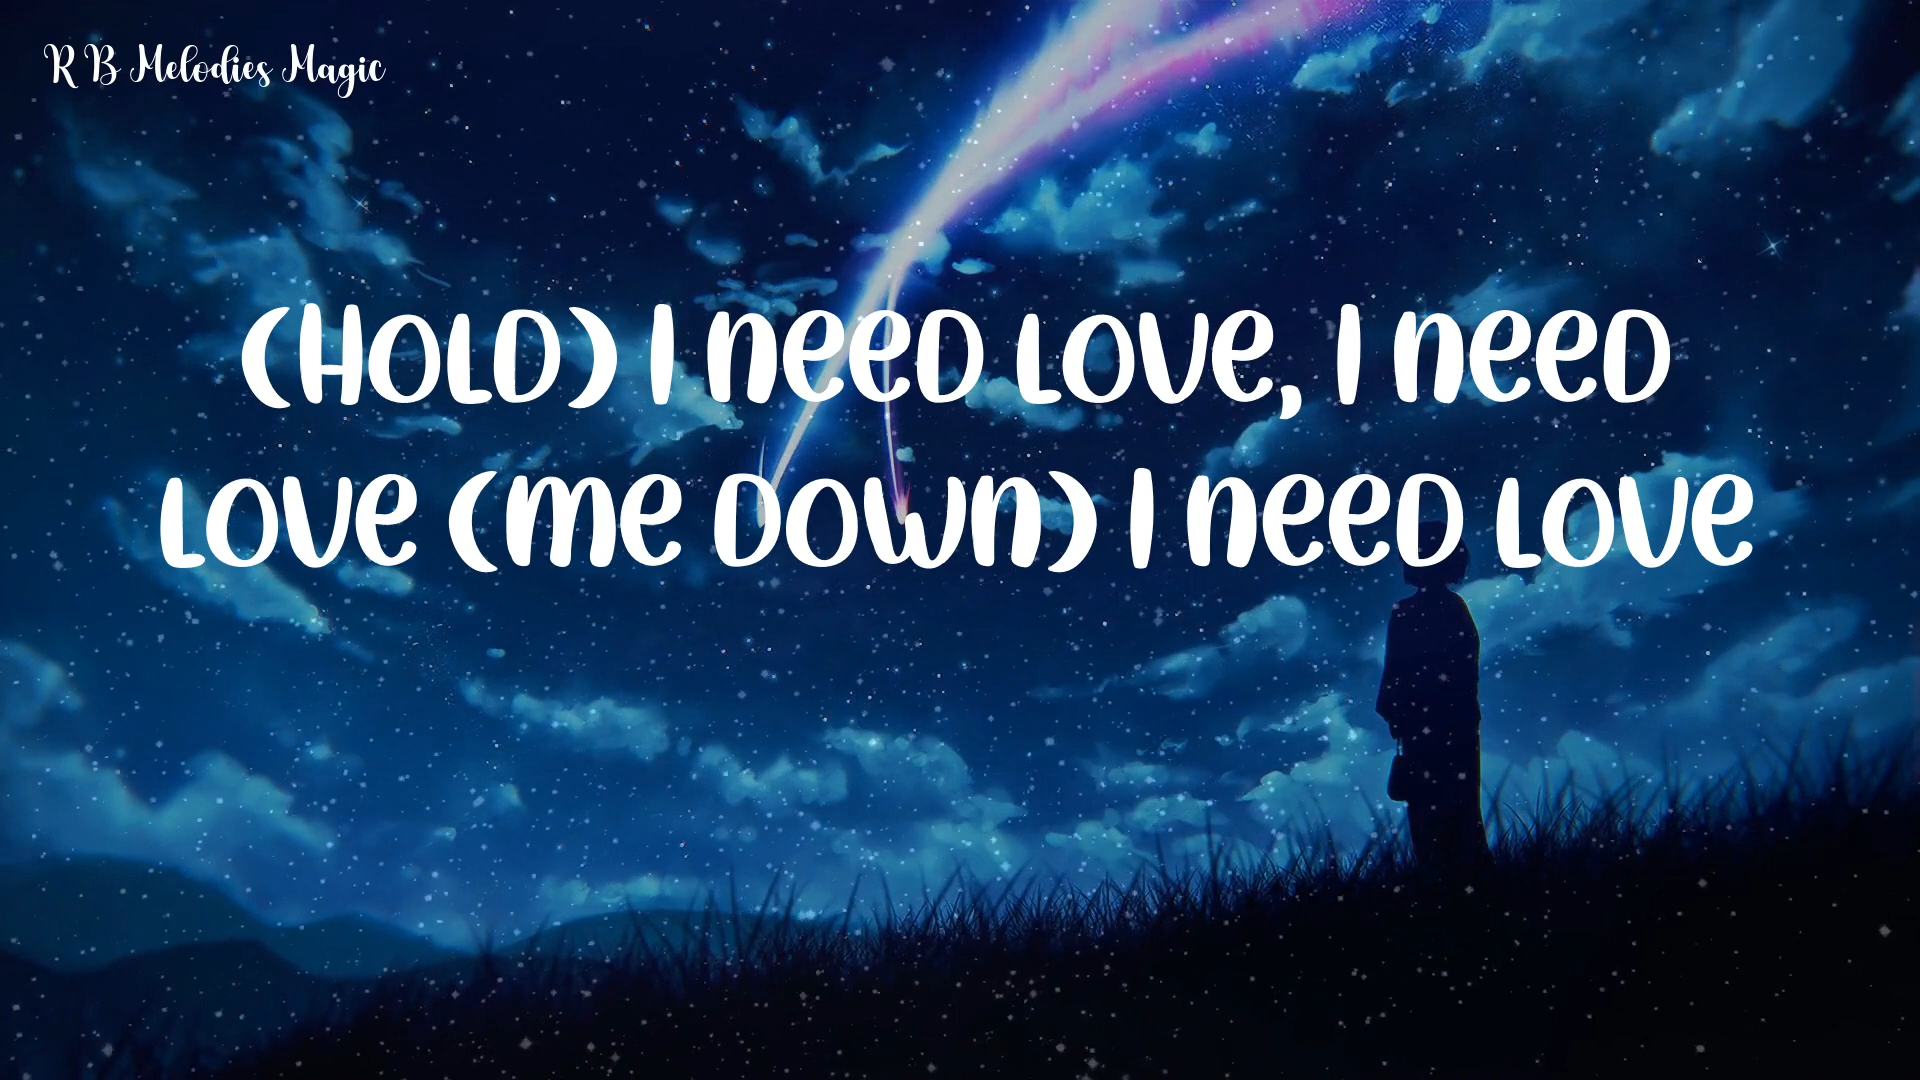 R B Melodies Magic
(HOLD) I need LOVE, I need
LOVE (me DOWN) I need LOVE